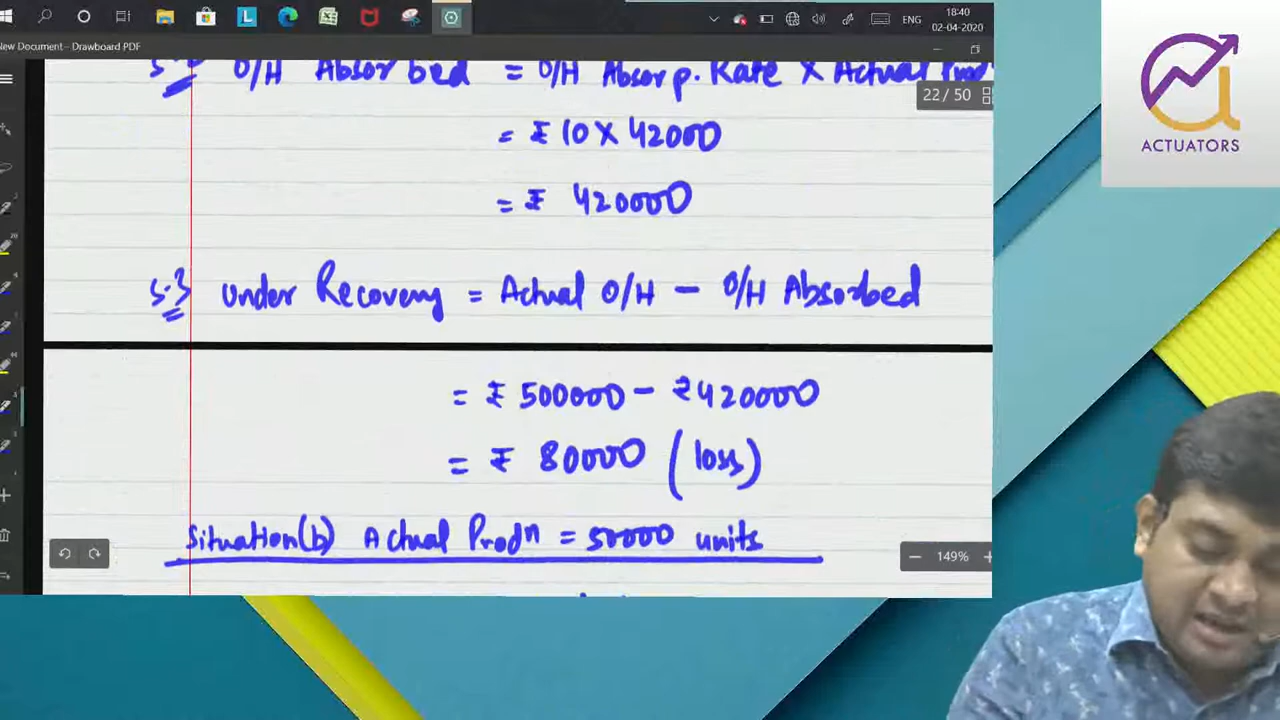 18:40
ENG
02-04-2020
New Document - Drawboard PDF
O/H Absorbed = O/H Absorp. Rate X Actual Prod
22 / 50
= ₹ 10 X 42000
= ₹ 420000
S-3 Under Recovery = Actual O/H - O/H Absorbed
= ₹ 500000 - ₹ 420000
= ₹ 80000 (loss)
Situation(b) Actual Prodn = 50000 units
149%
ACTUATORS